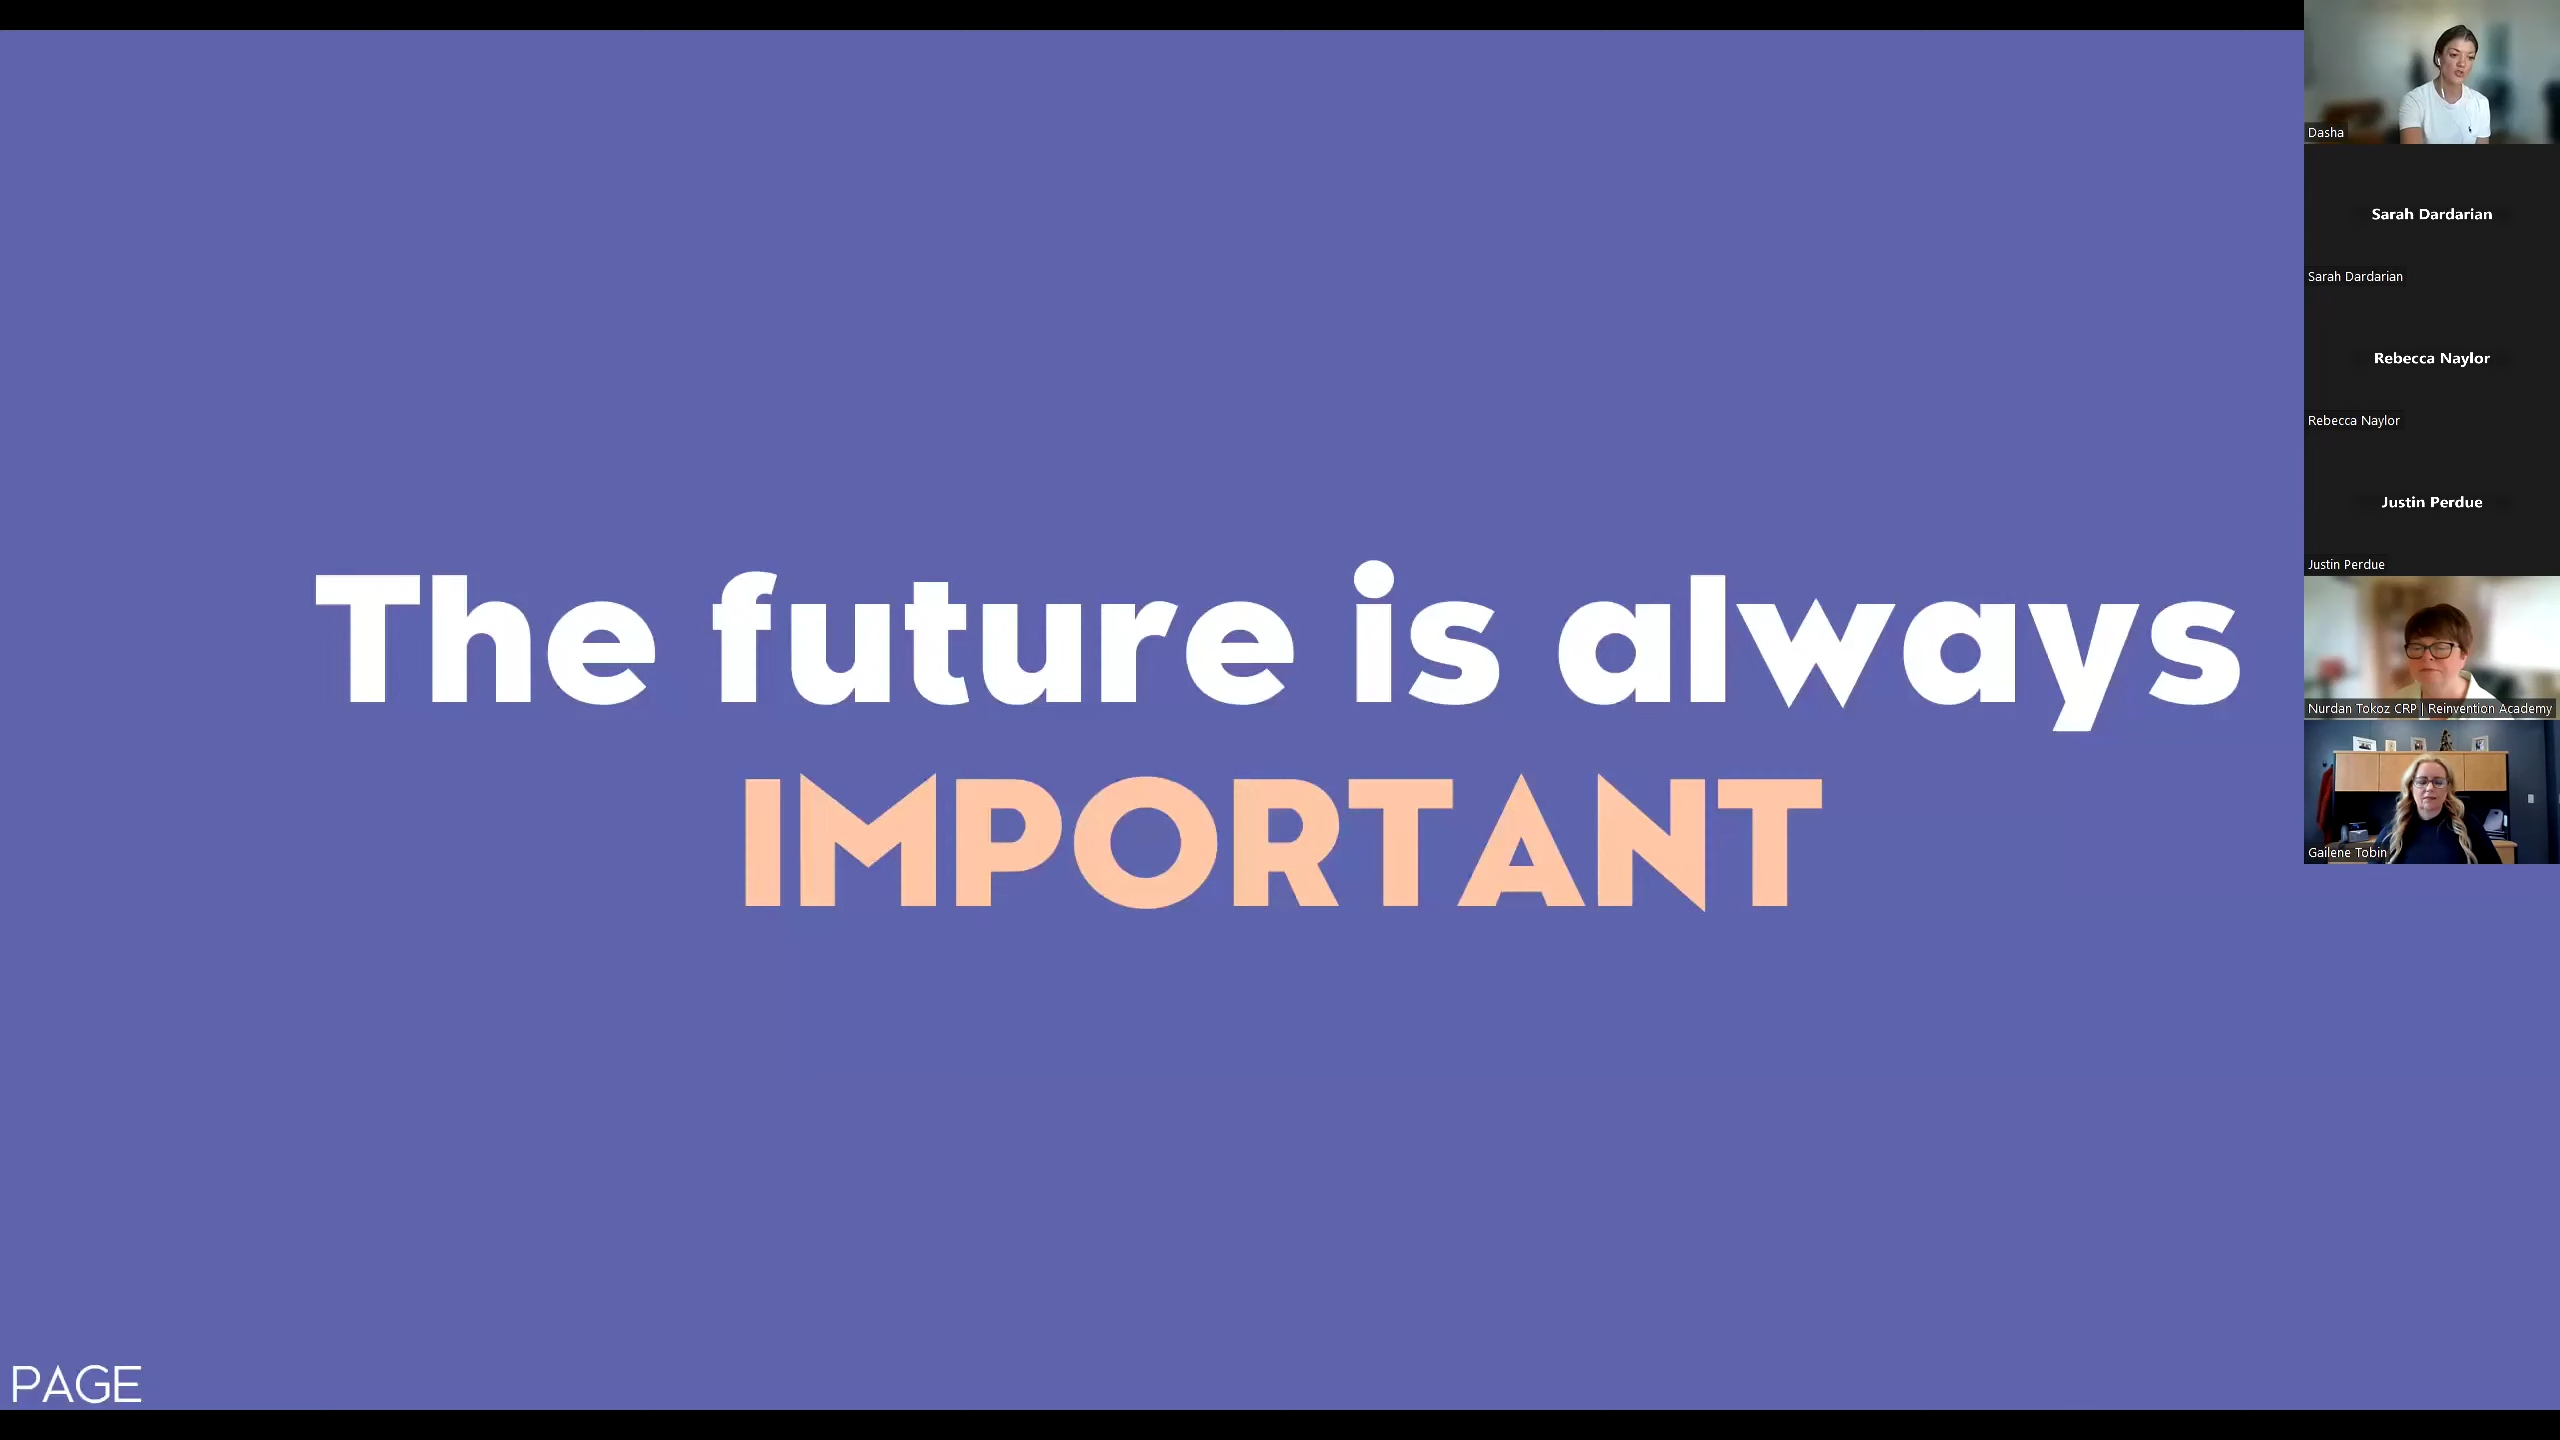 The future is always
IMPORTANT
PAGE
Dasha
Sarah Dardarian
Sarah Dardarian
Rebecca Naylor
Rebecca Naylor
Justin Perdue
Justin Perdue
Nurdan Tokoz CRP | Reinvention Academy
Gailene Tobin